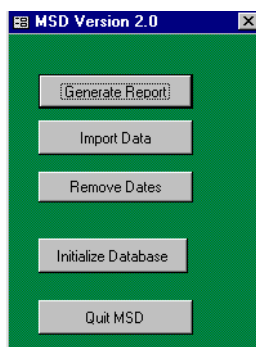 MSD Version 2.0
Generate Report
Import Data
Remove Dates
Initialize Database
Quit MSD